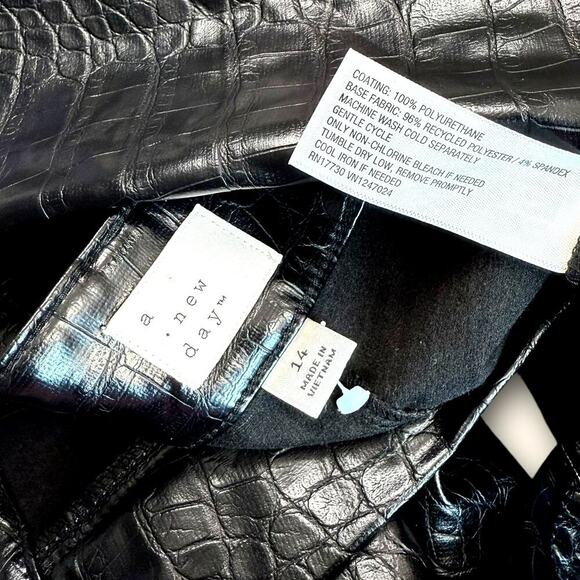 COATING: 100% POLYURETHANE
BASE FABRIC: 96% RECYCLED POLYESTER / 4% SPANDEX
MACHINE WASH COLD SEPARATELY
GENTLE CYCLE
ONLY NON-CHLORINE BLEACH IF NEEDED
TUMBLE DRY LOW, REMOVE PROMPTLY
COOL IRON IF NEEDED
RN17730 VN1247024
a
· new
day™
14
MADE IN
VIETNAM